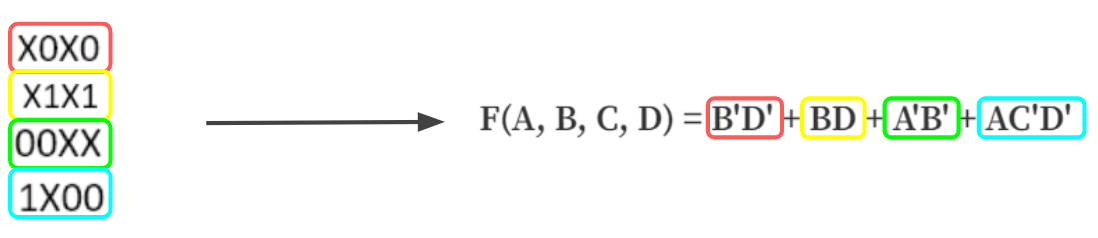 X0X0
X1X1
00XX
1X00
F(A, B, C, D) = B'D' + BD + A'B' + AC'D'